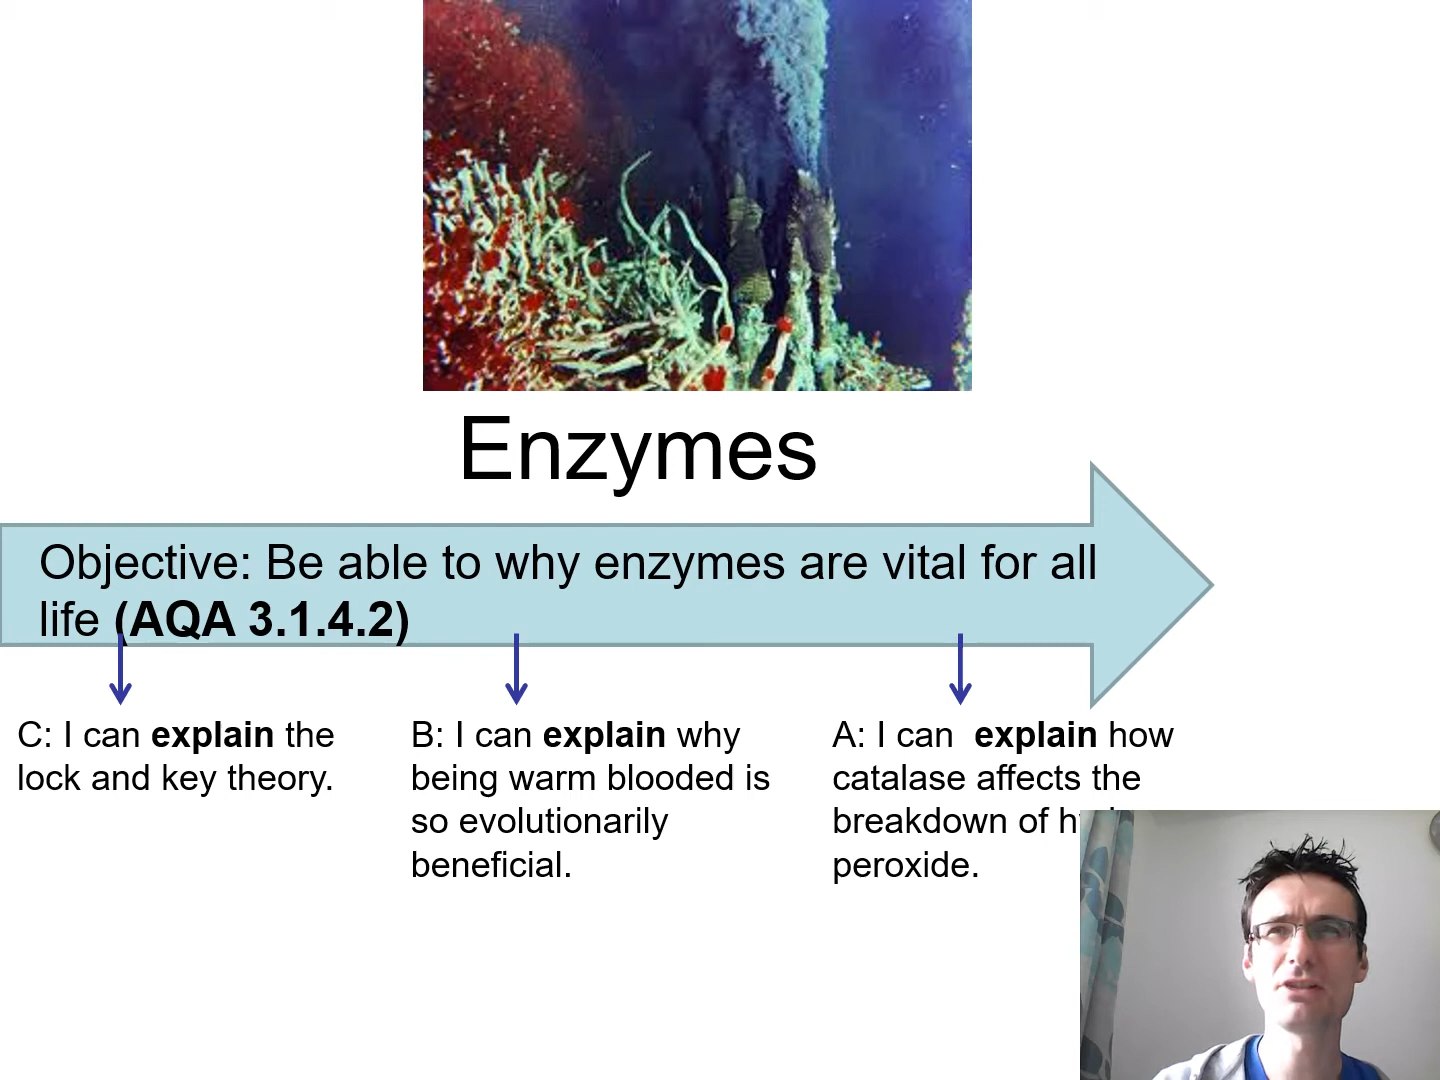 Enzymes
Objective: Be able to why enzymes are vital for all
life (AQA 3.1.4.2)
C: I can explain the
lock and key theory.
B: I can explain why
being warm blooded is
so evolutionarily
beneficial.
A: I can explain how
catalase affects the
breakdown of
peroxide.